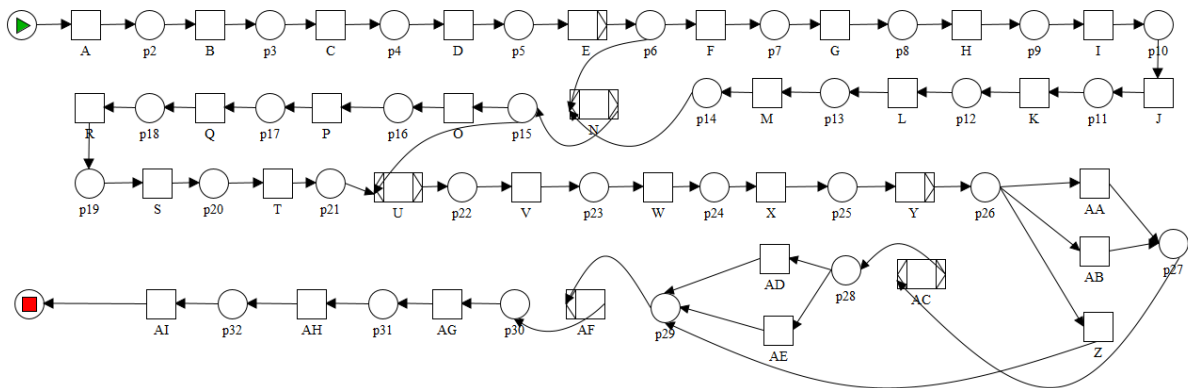 A p2 B p3 C p4 D p5 E p6 F p7 G p8 H p9 I p10
R p18 Q p17 P p16 O p15 N p14 M p13 L p12 K p11 J
p19 S p20 T p21 U p22 V p23 W p24 X p25 Y p26 AA
AB p27
AD p28 AC
AI p32 AH p31 AG p30 AF p29 AE Z